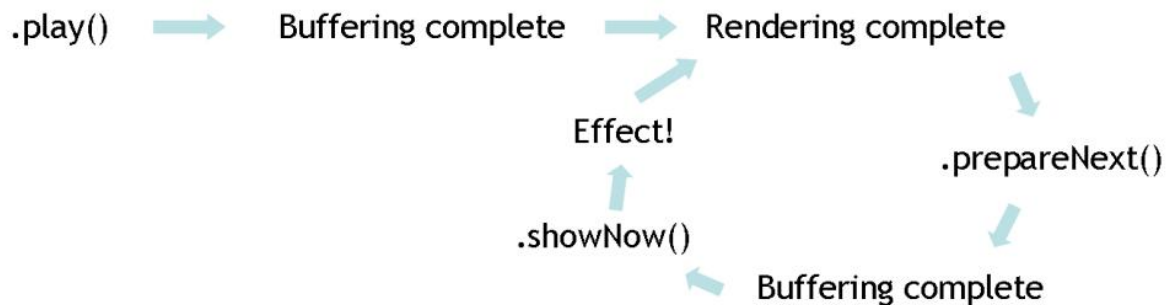 .play()
Buffering complete
Rendering complete
Effect!
.prepareNext()
.showNow()
Buffering complete